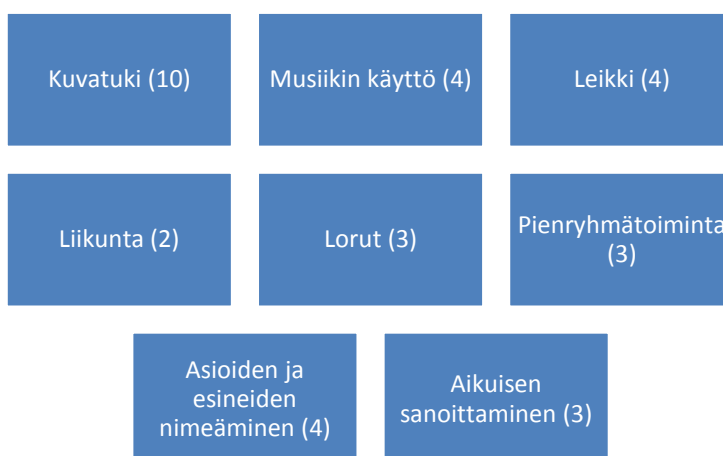 Kuvatuki (10)
Musiikin käyttö (4)
Leikki (4)
Liikunta (2)
Lorut (3)
Pienryhmätoiminta
(3)
Asioiden ja
esineiden
nimeäminen (4)
Aikuisen
sanoittaminen (3)